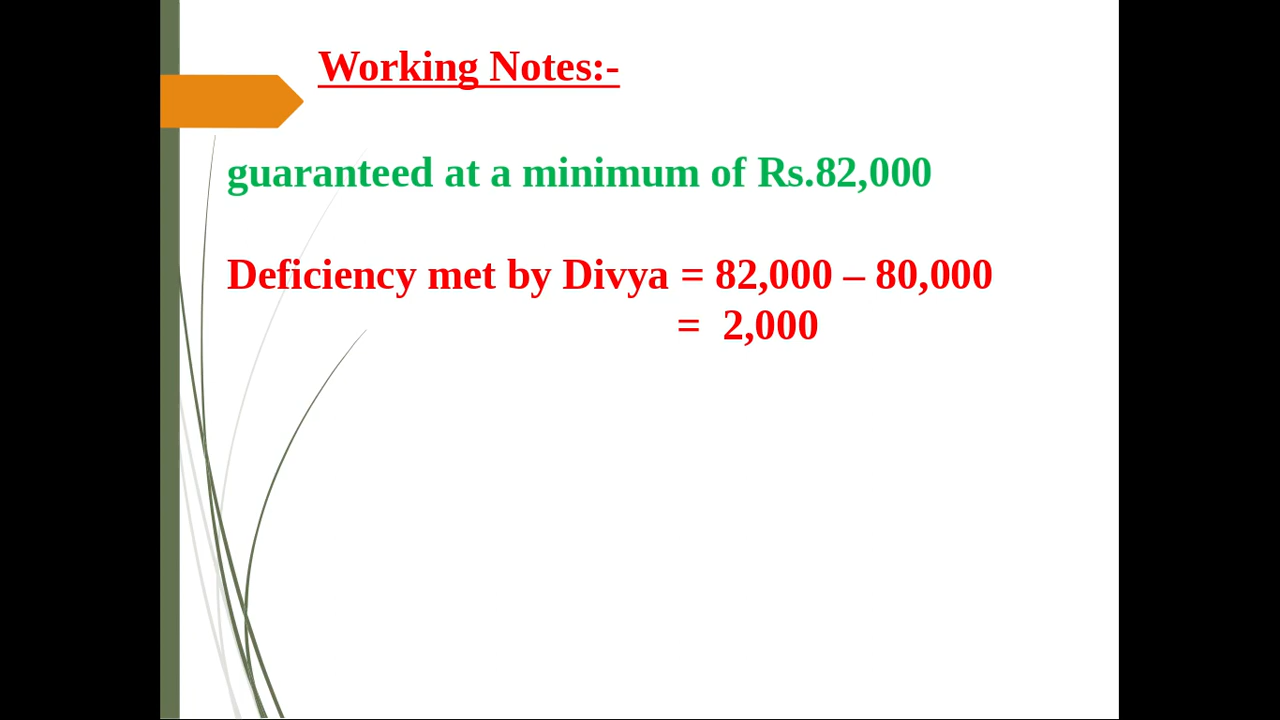 Working Notes:-
guaranteed at a minimum of Rs.82,000
Deficiency met by Divya = 82,000 – 80,000
= 2,000